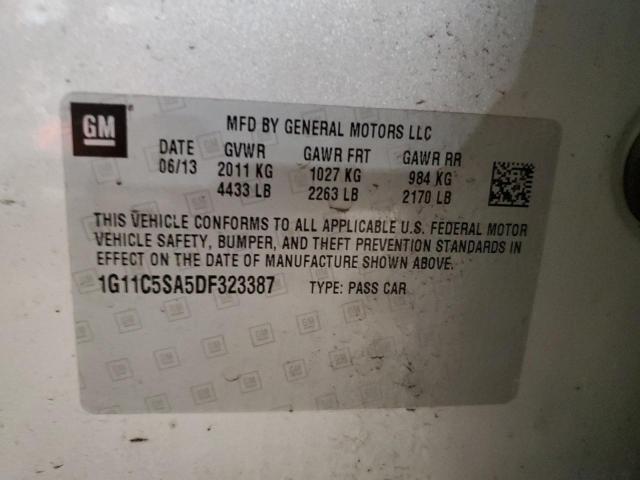 GM
MFD BY GENERAL MOTORS LLC
DATE GVWR GAWR FRT GAWR RR
06/13 2011 KG 1027 KG 984 KG
4433 LB 2263 LB 2170 LB
THIS VEHICLE CONFORMS TO ALL APPLICABLE U.S. FEDERAL MOTOR
VEHICLE SAFETY, BUMPER, AND THEFT PREVENTION STANDARDS IN
EFFECT ON THE DATE OF MANUFACTURE SHOWN ABOVE.
1G11C5SA5DF323387 TYPE: PASS CAR